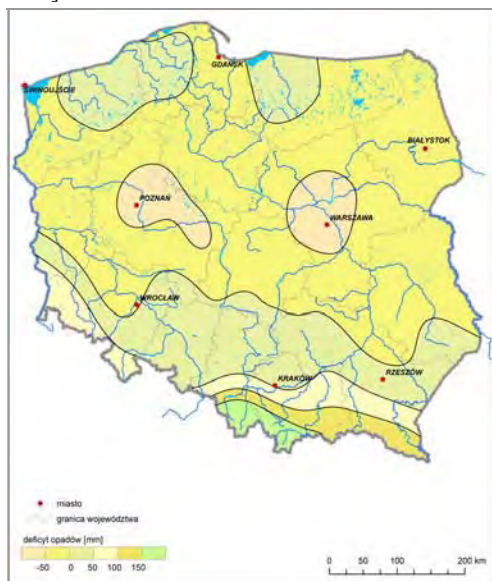 GDAŃSK
ŚWINOUJŚCIE
BIAŁYSTOK
POZNAŃ
WARSZAWA
WROCŁAW
KRAKÓW
RZESZÓW
miasto
granica województwa
deficyt opadów [mm]
-50 0 50 100 150
0 50 100 200 km